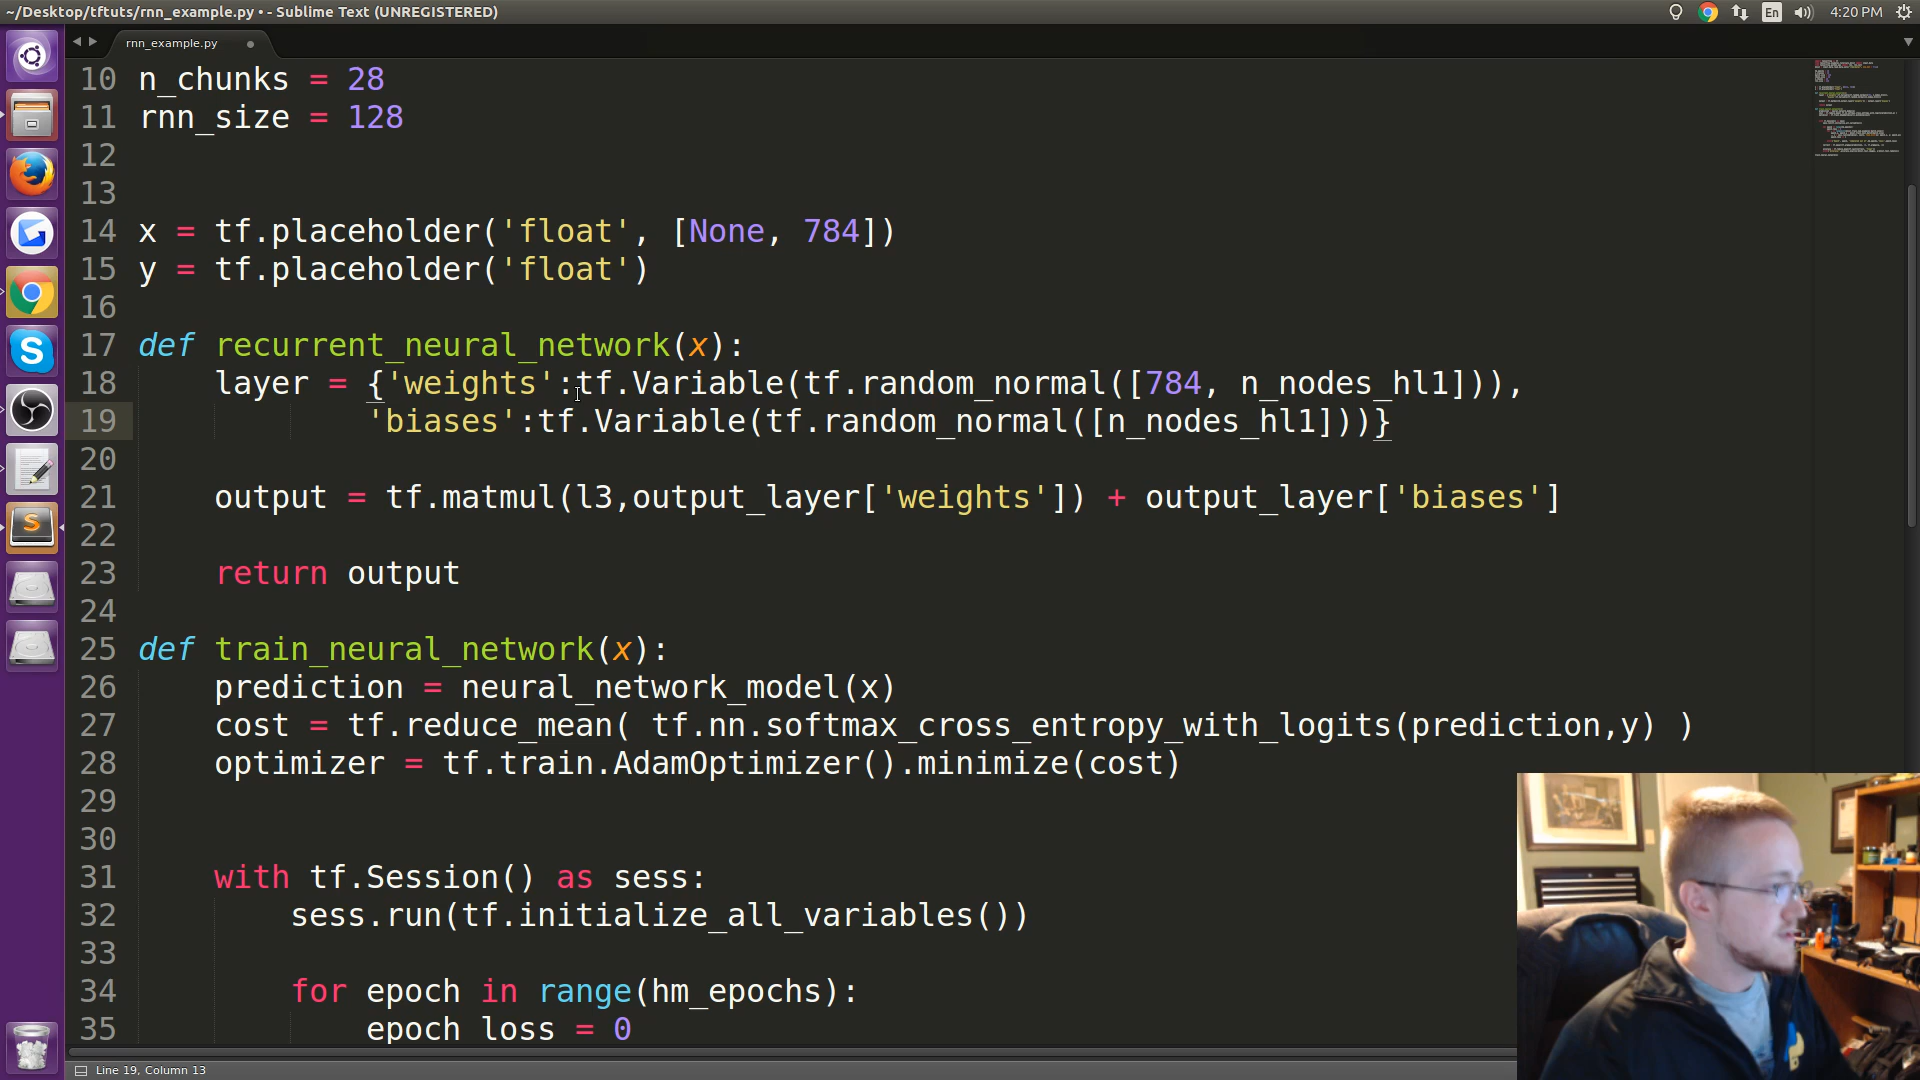 ~/Desktop/tftuts/rnn_example.py • - Sublime Text (UNREGISTERED)
En
4:20 PM
rnn_example.py
10 n_chunks = 28
11 rnn_size = 128
12
13
14 x = tf.placeholder('float', [None, 784])
15 y = tf.placeholder('float')
16
17 def recurrent_neural_network(x):
18 layer = {'weights':tf.Variable(tf.random_normal([784, n_nodes_hl1])),
19 'biases':tf.Variable(tf.random_normal([n_nodes_hl1]))}
20
21 output = tf.matmul(l3,output_layer['weights']) + output_layer['biases']
22
23 return output
24
25 def train_neural_network(x):
26 prediction = neural_network_model(x)
27 cost = tf.reduce_mean( tf.nn.softmax_cross_entropy_with_logits(prediction,y) )
28 optimizer = tf.train.AdamOptimizer().minimize(cost)
29
30
31 with tf.Session() as sess:
32 sess.run(tf.initialize_all_variables())
33
34 for epoch in range(hm_epochs):
35 epoch_loss = 0
Line 19, Column 13